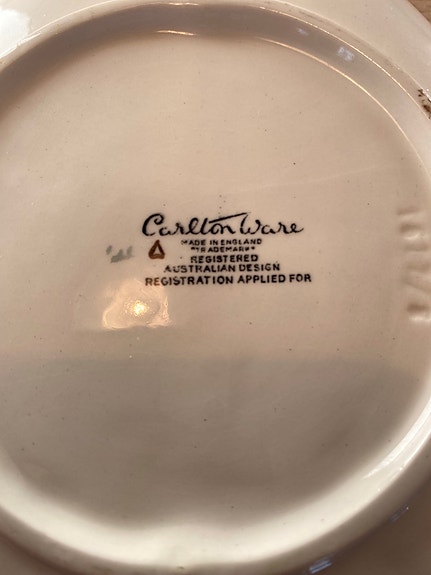 Carlton Ware
MADE IN ENGLAND
"TRADEMARK"
REGISTERED
AUSTRALIAN DESIGN
REGISTRATION APPLIED FOR